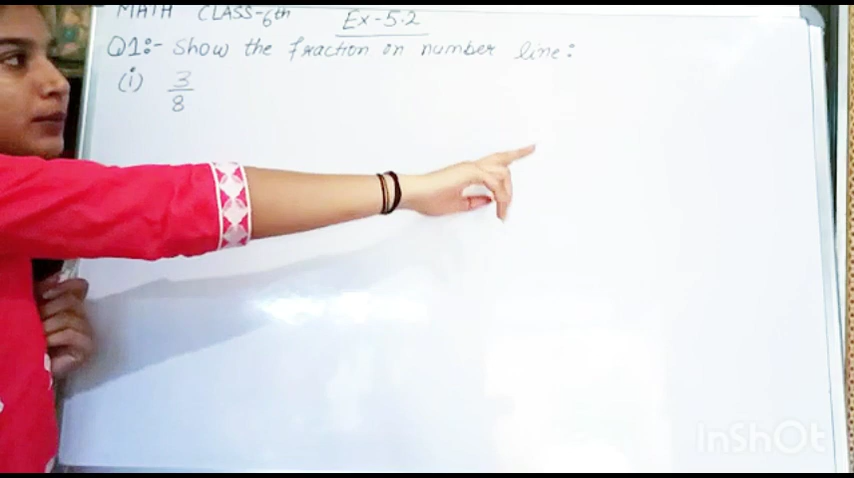 MATH CLASS-6th Ex-5.2
Q1:- Show the fraction on number line:
(i) 3/8
InShOt